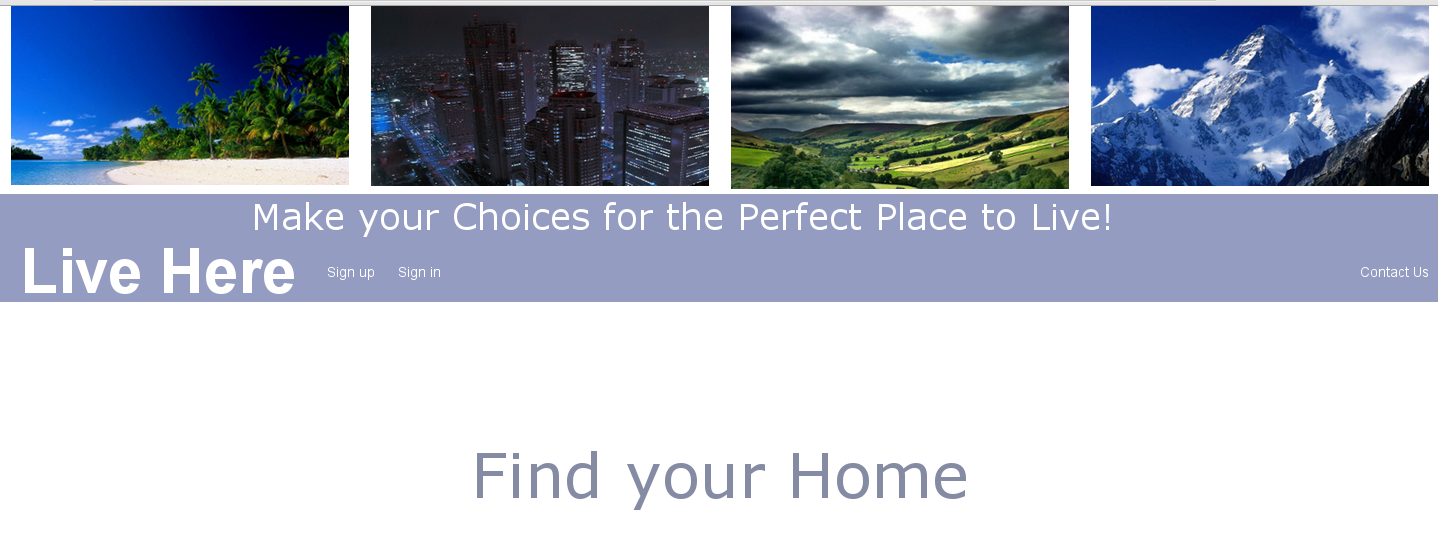 Make your Choices for the Perfect Place to Live!
Live Here Sign up Sign in Contact Us
Find your Home